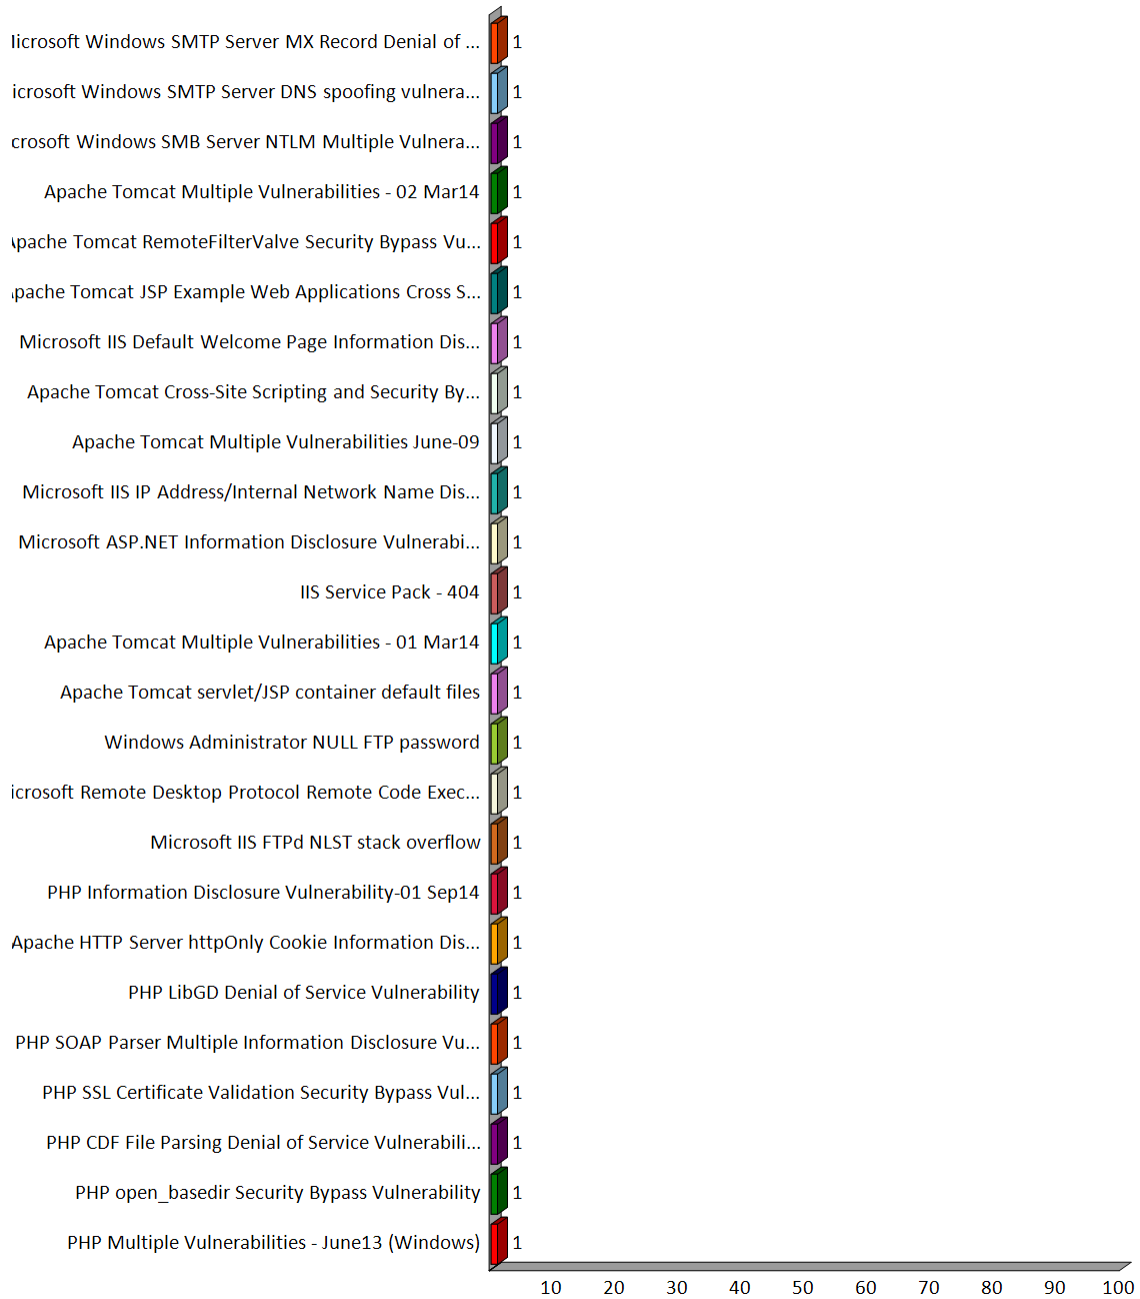 Microsoft Windows SMTP Server MX Record Denial of ... 1
icrosoft Windows SMTP Server DNS spoofing vulnera... 1
crosoft Windows SMB Server NTLM Multiple Vulnera... 1
Apache Tomcat Multiple Vulnerabilities - 02 Mar14 1
Apache Tomcat RemoteFilterValve Security Bypass Vu... 1
pache Tomcat JSP Example Web Applications Cross S... 1
Microsoft IIS Default Welcome Page Information Dis... 1
Apache Tomcat Cross-Site Scripting and Security By... 1
Apache Tomcat Multiple Vulnerabilities June-09 1
Microsoft IIS IP Address/Internal Network Name Dis... 1
Microsoft ASP.NET Information Disclosure Vulnerabi... 1
IIS Service Pack - 404 1
Apache Tomcat Multiple Vulnerabilities - 01 Mar14 1
Apache Tomcat servlet/JSP container default files 1
Windows Administrator NULL FTP password 1
icrosoft Remote Desktop Protocol Remote Code Exec... 1
Microsoft IIS FTPd NLST stack overflow 1
PHP Information Disclosure Vulnerability-01 Sep14 1
Apache HTTP Server httpOnly Cookie Information Dis... 1
PHP LibGD Denial of Service Vulnerability 1
PHP SOAP Parser Multiple Information Disclosure Vu... 1
PHP SSL Certificate Validation Security Bypass Vul... 1
PHP CDF File Parsing Denial of Service Vulnerabili... 1
PHP open_basedir Security Bypass Vulnerability 1
PHP Multiple Vulnerabilities - June13 (Windows) 1
10 20 30 40 50 60 70 80 90 100